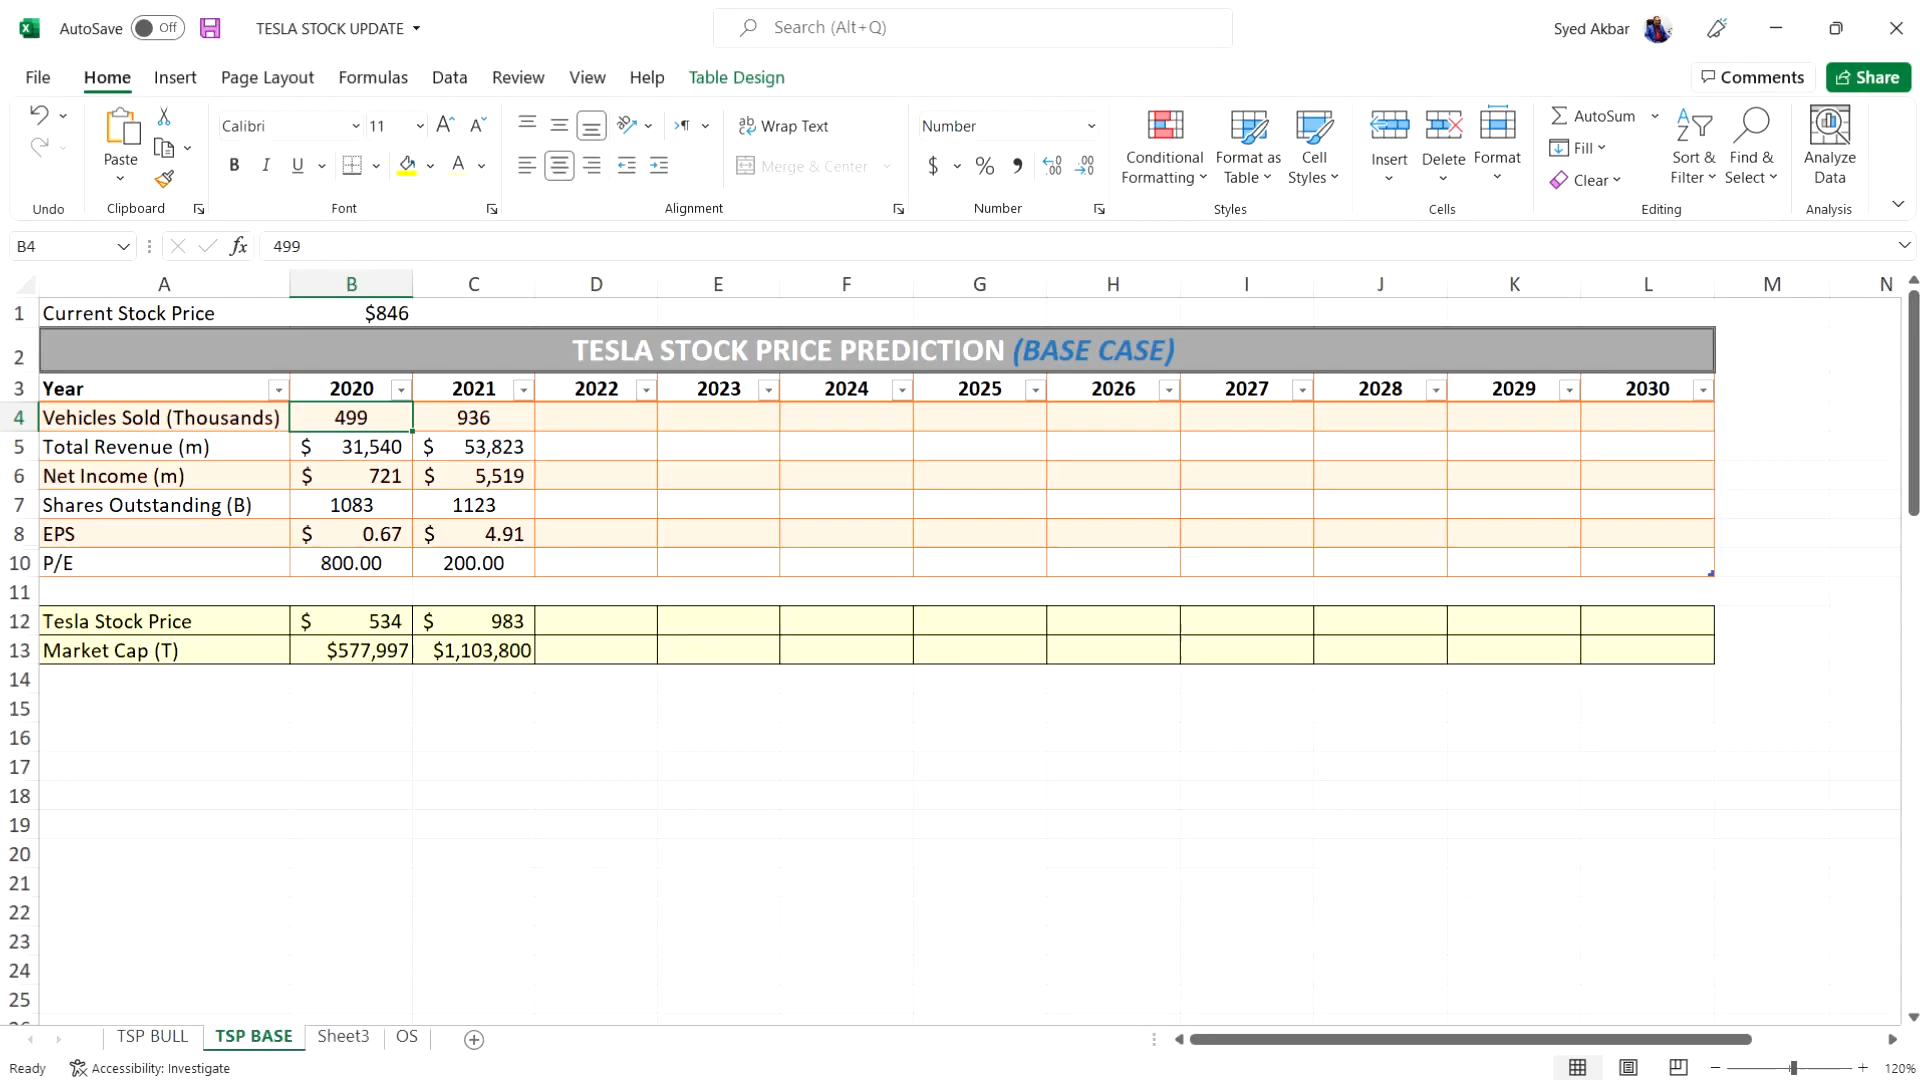 AutoSave Off TESLA STOCK UPDATE Search (Alt+Q) Syed Akbar
File Home Insert Page Layout Formulas Data Review View Help Table Design Comments Share
Calibri 11 Wrap Text Number AutoSum
Paste Merge & Center $ % Conditional Formatting Format as Table Cell Styles Insert Delete Format Fill Sort & Filter Find & Select Analyze Data
B I U A Clear
Undo Clipboard Font Alignment Number Styles Cells Editing Analysis
B4 fx 499
A B C D E F G H I J K L M N
1 Current Stock Price $846
2 TESLA STOCK PRICE PREDICTION (BASE CASE)
3 Year 2020 2021 2022 2023 2024 2025 2026 2027 2028 2029 2030
4 Vehicles Sold (Thousands) 499 936
5 Total Revenue (m) $ 31,540 $ 53,823
6 Net Income (m) $ 721 $ 5,519
7 Shares Outstanding (B) 1083 1123
8 EPS $ 0.67 $ 4.91
10 P/E 800.00 200.00
11
12 Tesla Stock Price $ 534 $ 983
13 Market Cap (T) $577,997 $1,103,800
14
15
16
17
18
19
20
21
22
23
24
25
TSP BULL TSP BASE Sheet3 OS
Ready Accessibility: Investigate 120%